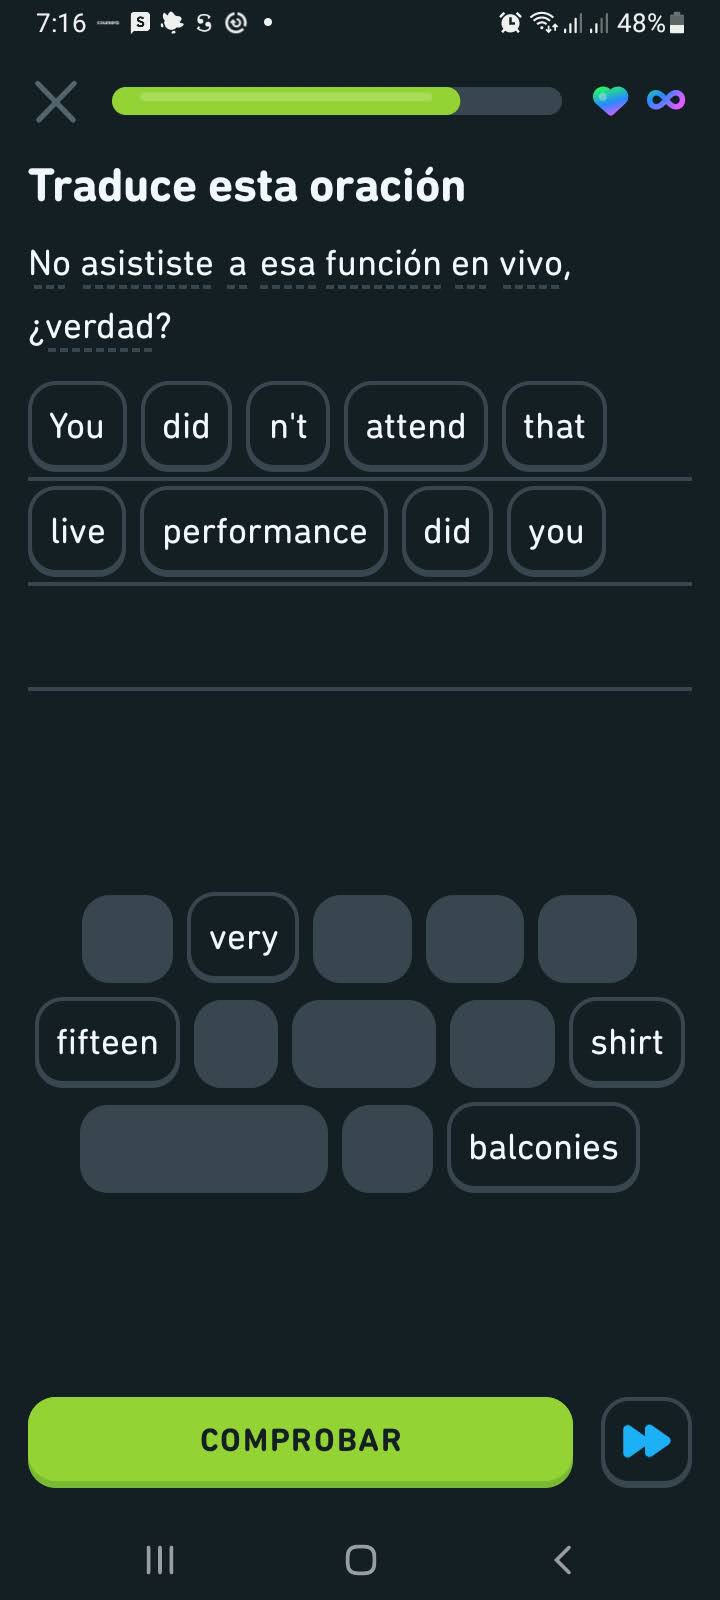 7:16
48%
Traduce esta oración
No asististe a esa función en vivo,
¿verdad?
You did n't attend that
live performance did you
very
fifteen shirt
balconies
COMPROBAR